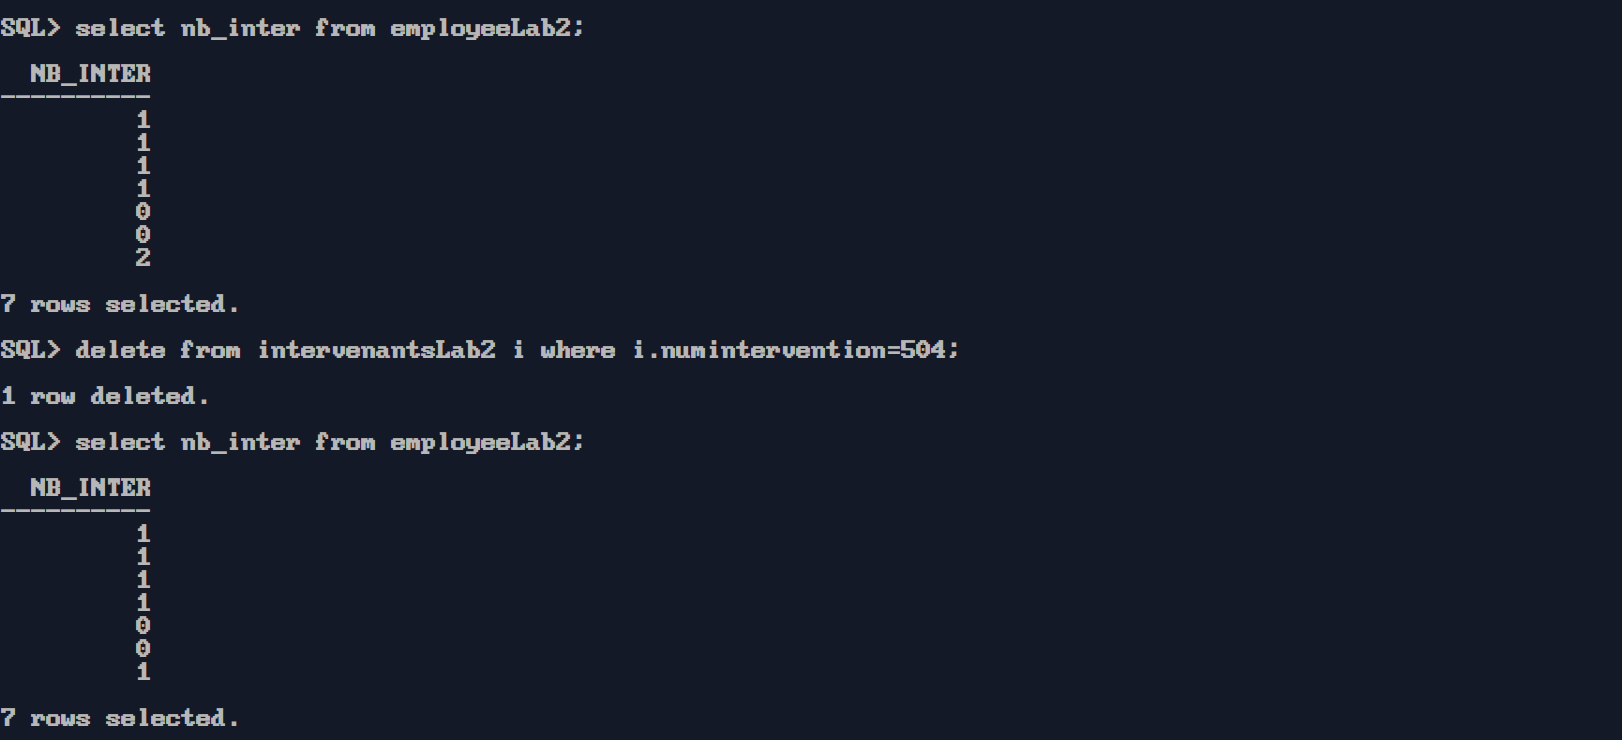 SQL> select nb_inter from employeeLab2;
NB_INTER
----------
1
1
1
1
0
0
2
7 rows selected.
SQL> delete from intervenantsLab2 i where i.numintervention=504;
1 row deleted.
SQL> select nb_inter from employeeLab2;
NB_INTER
----------
1
1
1
1
0
0
1
7 rows selected.